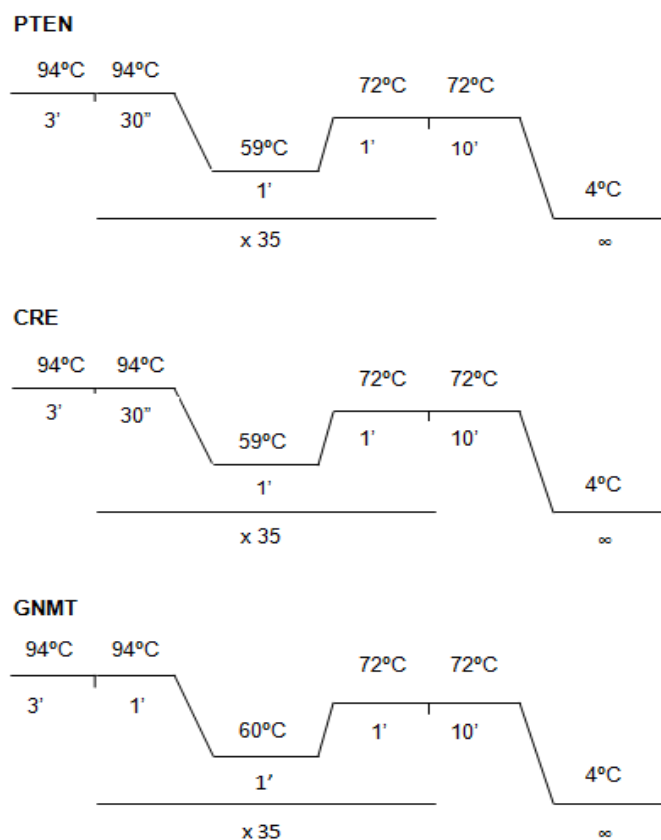 PTEN
94ºC 94ºC 72ºC 72ºC
3’ 30” 59ºC 1’ 10’
1’ 4ºC
x 35 ∞
CRE
94ºC 94ºC 72ºC 72ºC
3’ 30” 59ºC 1’ 10’
1’ 4ºC
x 35 ∞
GNMT
94ºC 94ºC 72ºC 72ºC
3’ 1’ 60ºC 1’ 10’
1’ 4ºC
x 35 ∞